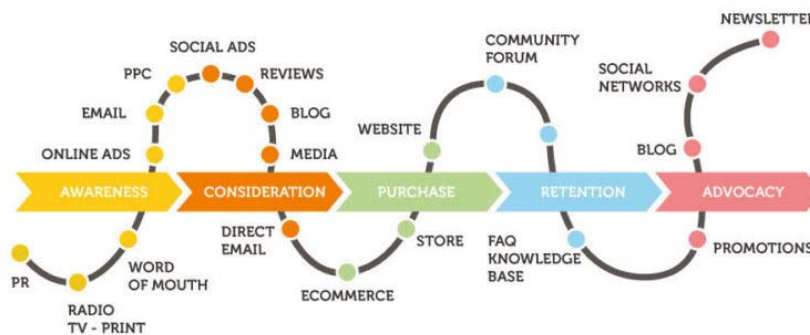 NEWSLETTER
SOCIAL ADS
COMMUNITY
FORUM
PPC
REVIEWS
SOCIAL
NETWORKS
EMAIL
BLOG
WEBSITE
ONLINE ADS
MEDIA
BLOG
AWARENESS
CONSIDERATION
PURCHASE
RETENTION
ADVOCACY
DIRECT
EMAIL
STORE
FAQ
KNOWLEDGE
BASE
PROMOTIONS
PR
WORD
OF MOUTH
ECOMMERCE
RADIO
TV - PRINT